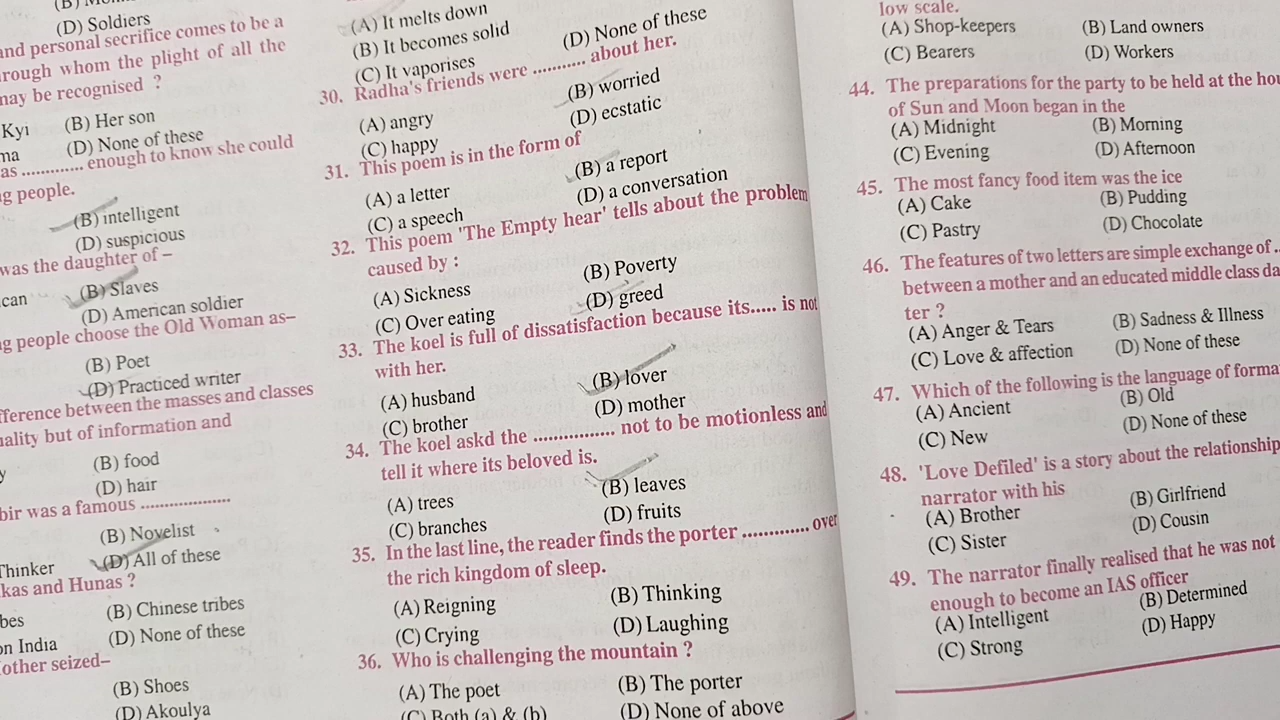 (D) Soldiers
and personal secrifice comes to be a
rough whom the plight of all the
may be recognised ?
Kyi (B) Her son
(D) None of these
as ............. enough to know she could
g people.
(B) intelligent
(D) suspicious
was the daughter of –
can (B) Slaves
(D) American soldier
g people choose the Old Woman as–
(B) Poet
(D) Practiced writer
fference between the masses and classes
ality but of information and
(B) food
(D) hair
bir was a famous ...................
(B) Novelist
Thinker (D) All of these
kas and Hunas ?
bes (B) Chinese tribes
on India (D) None of these
other seized–
(B) Shoes
(D) Akoulya
(A) It melts down
(B) It becomes solid
(C) It vaporises (D) None of these
30. Radha's friends were ........... about her.
(A) angry (B) worried
(C) happy (D) ecstatic
31. This poem is in the form of
(A) a letter (B) a report
(C) a speech (D) a conversation
32. This poem 'The Empty hear' tells about the problem
caused by :
(A) Sickness (B) Poverty
(C) Over eating (D) greed
33. The koel is full of dissatisfaction because its..... is not
with her.
(A) husband (B) lover
(C) brother (D) mother
34. The koel askd the ................ not to be motionless and
tell it where its beloved is.
(A) trees (B) leaves
(C) branches (D) fruits
35. In the last line, the reader finds the porter ............. over
the rich kingdom of sleep.
(A) Reigning (B) Thinking
(C) Crying (D) Laughing
36. Who is challenging the mountain ?
(A) The poet (B) The porter
(C) Both (a) & (b) (D) None of above
low scale.
(A) Shop-keepers (B) Land owners
(C) Bearers (D) Workers
44. The preparations for the party to be held at the hou
of Sun and Moon began in the
(A) Midnight (B) Morning
(C) Evening (D) Afternoon
45. The most fancy food item was the ice
(A) Cake (B) Pudding
(C) Pastry (D) Chocolate
46. The features of two letters are simple exchange of ..
between a mother and an educated middle class da
ter ?
(A) Anger & Tears (B) Sadness & Illness
(C) Love & affection (D) None of these
47. Which of the following is the language of forma
(A) Ancient (B) Old
(C) New (D) None of these
48. 'Love Defiled' is a story about the relationship
narrator with his
(A) Brother (B) Girlfriend
(C) Sister (D) Cousin
49. The narrator finally realised that he was not
enough to become an IAS officer
(A) Intelligent (B) Determined
(C) Strong (D) Happy